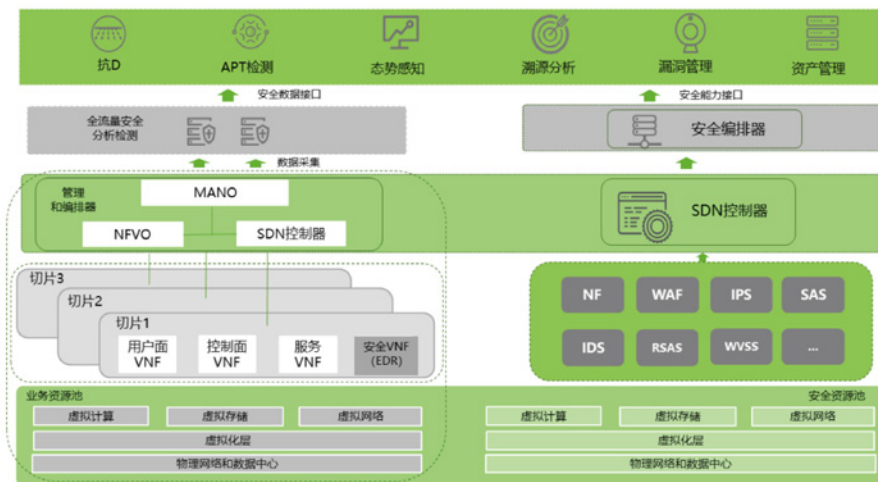 抗D
APT检测
态势感知
溯源分析
漏洞管理
资产管理
安全数据接口
安全能力接口
全流量安全
分析检测
安全编排器
数据采集
管理
和编排器
MANO
NFVO
SDN控制器
SDN控制器
切片3
切片2
切片1
用户面
VNF
控制面
VNF
服务
VNF
安全VNF
(EDR)
NF
WAF
IPS
SAS
IDS
RSAS
WVSS
...
业务资源池
虚拟计算
虚拟存储
虚拟网络
虚拟化层
物理网络和数据中心
安全资源池
虚拟计算
虚拟存储
虚拟网络
虚拟化层
物理网络和数据中心